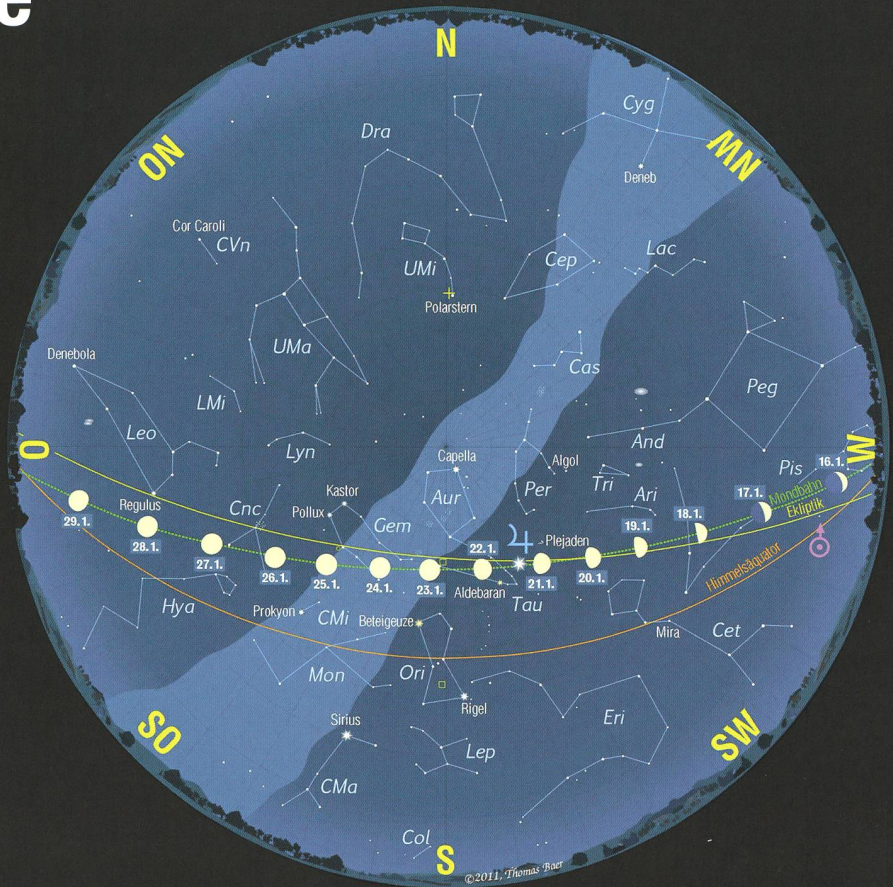 e
N
NO
NW
Cyg
Dra
Deneb
Cor Caroli
CVn
Lac
UMi
Cep
Polarstern
UMa
Denebola
Cas
LMi
Peg
Leo
And
O
W
Lyn
Capella
Algol
Pis
16.1.
Tri
Per
Aur
Ari
17.1.
Mondbahn
Kastor
Regulus
Cnc
Pollux
Ekliptik
18.1.
29.1.
Gem
19.1.
28.1.
22.1.
♃
Plejaden
27.1.
26.1.
25.1.
24.1.
23.1.
21.1.
20.1.
Himmelsäquator
Aldebaran
Tau
Hya
Prokyon
CMi
Beteigeuze
Mira
Cet
Mon
Ori
Rigel
Eri
Sirius
SO
SW
Lep
CMa
Col
S
©2011, Thomas Baer